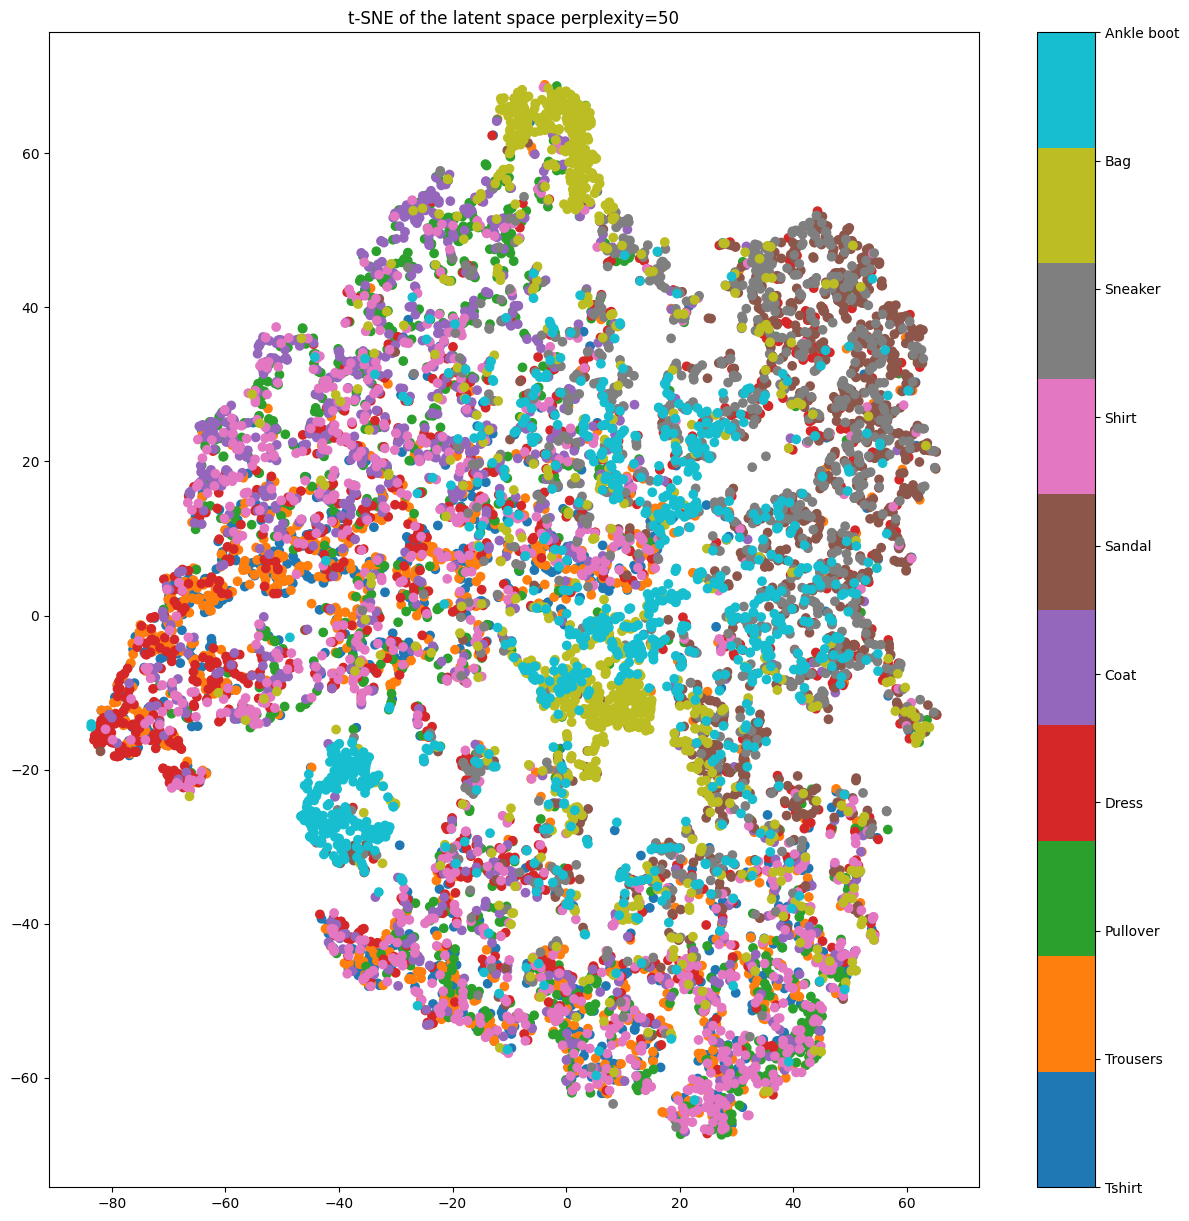 t-SNE of the latent space perplexity=50
60
40
20
0
−20
−40
−60
−80
−60
−40
−20
0
20
40
60
Ankle boot
Bag
Sneaker
Shirt
Sandal
Coat
Dress
Pullover
Trousers
Tshirt